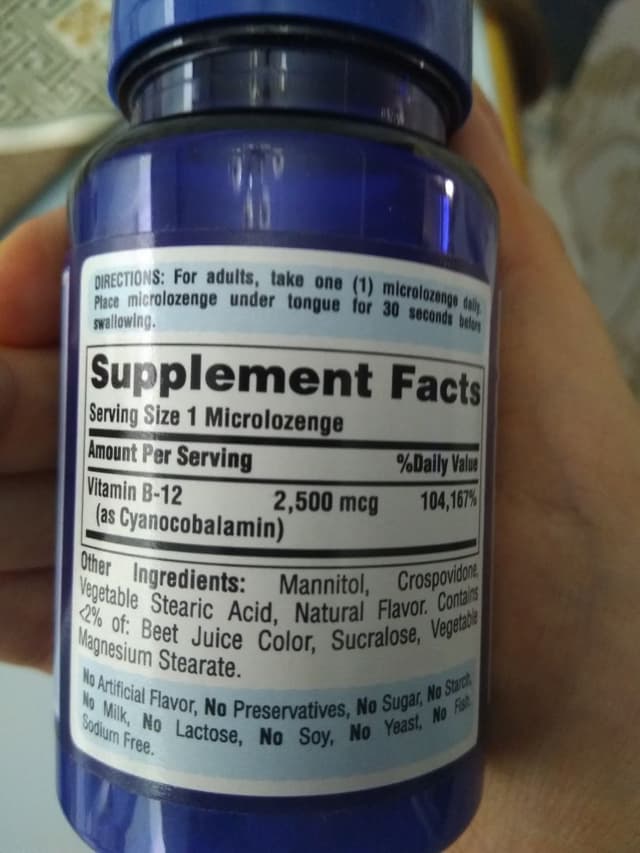 DIRECTIONS: For adults, take one (1) microlozenge daily.
Place microlozenge under tongue for 30 seconds before
swallowing.
Supplement Facts
Serving Size 1 Microlozenge
Amount Per Serving %Daily Value
Vitamin B-12 2,500 mcg 104,167%
(as Cyanocobalamin)
Other Ingredients: Mannitol, Crospovidone,
Vegetable Stearic Acid, Natural Flavor. Contains
<2% of: Beet Juice Color, Sucralose, Vegetable
Magnesium Stearate.
No Artificial Flavor, No Preservatives, No Sugar, No Starch,
No Milk, No Lactose, No Soy, No Yeast, No Fish.
Sodium Free.